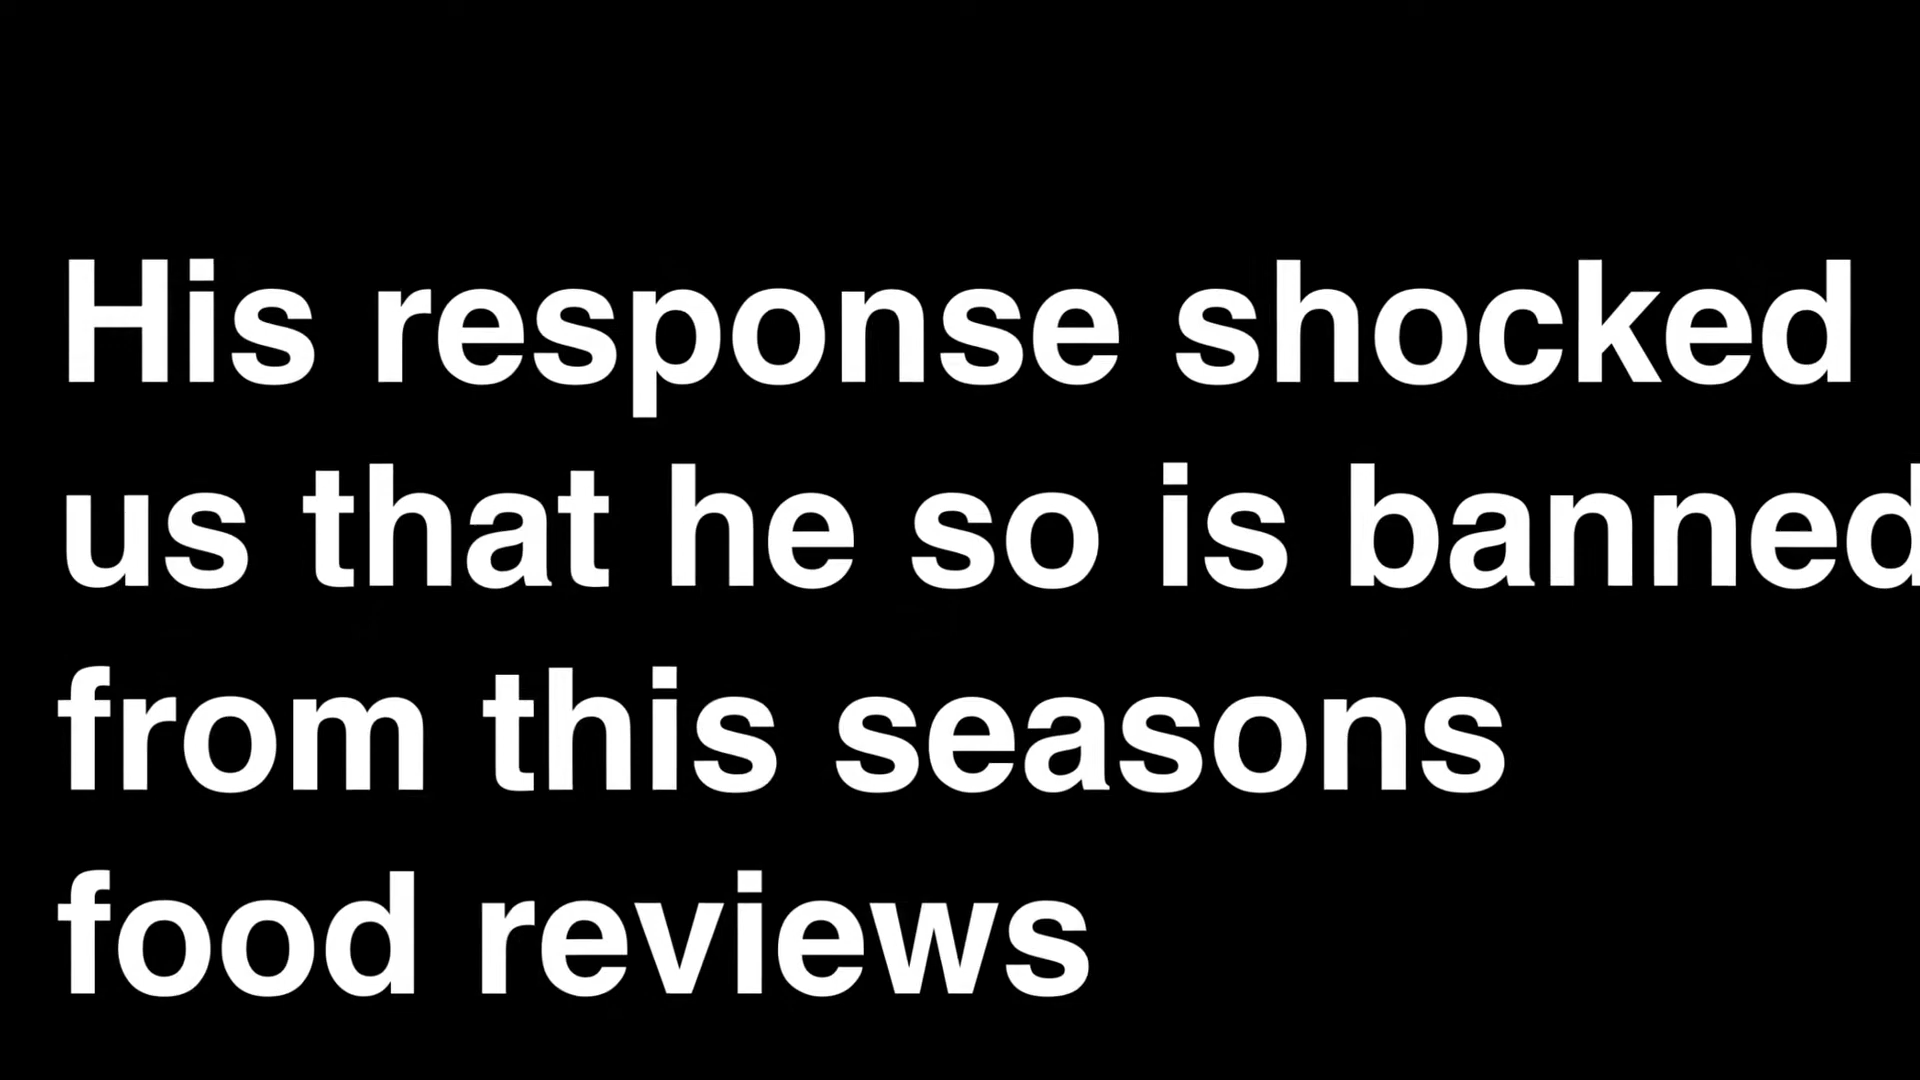 His response shocked
us that he so is banned
from this seasons
food reviews